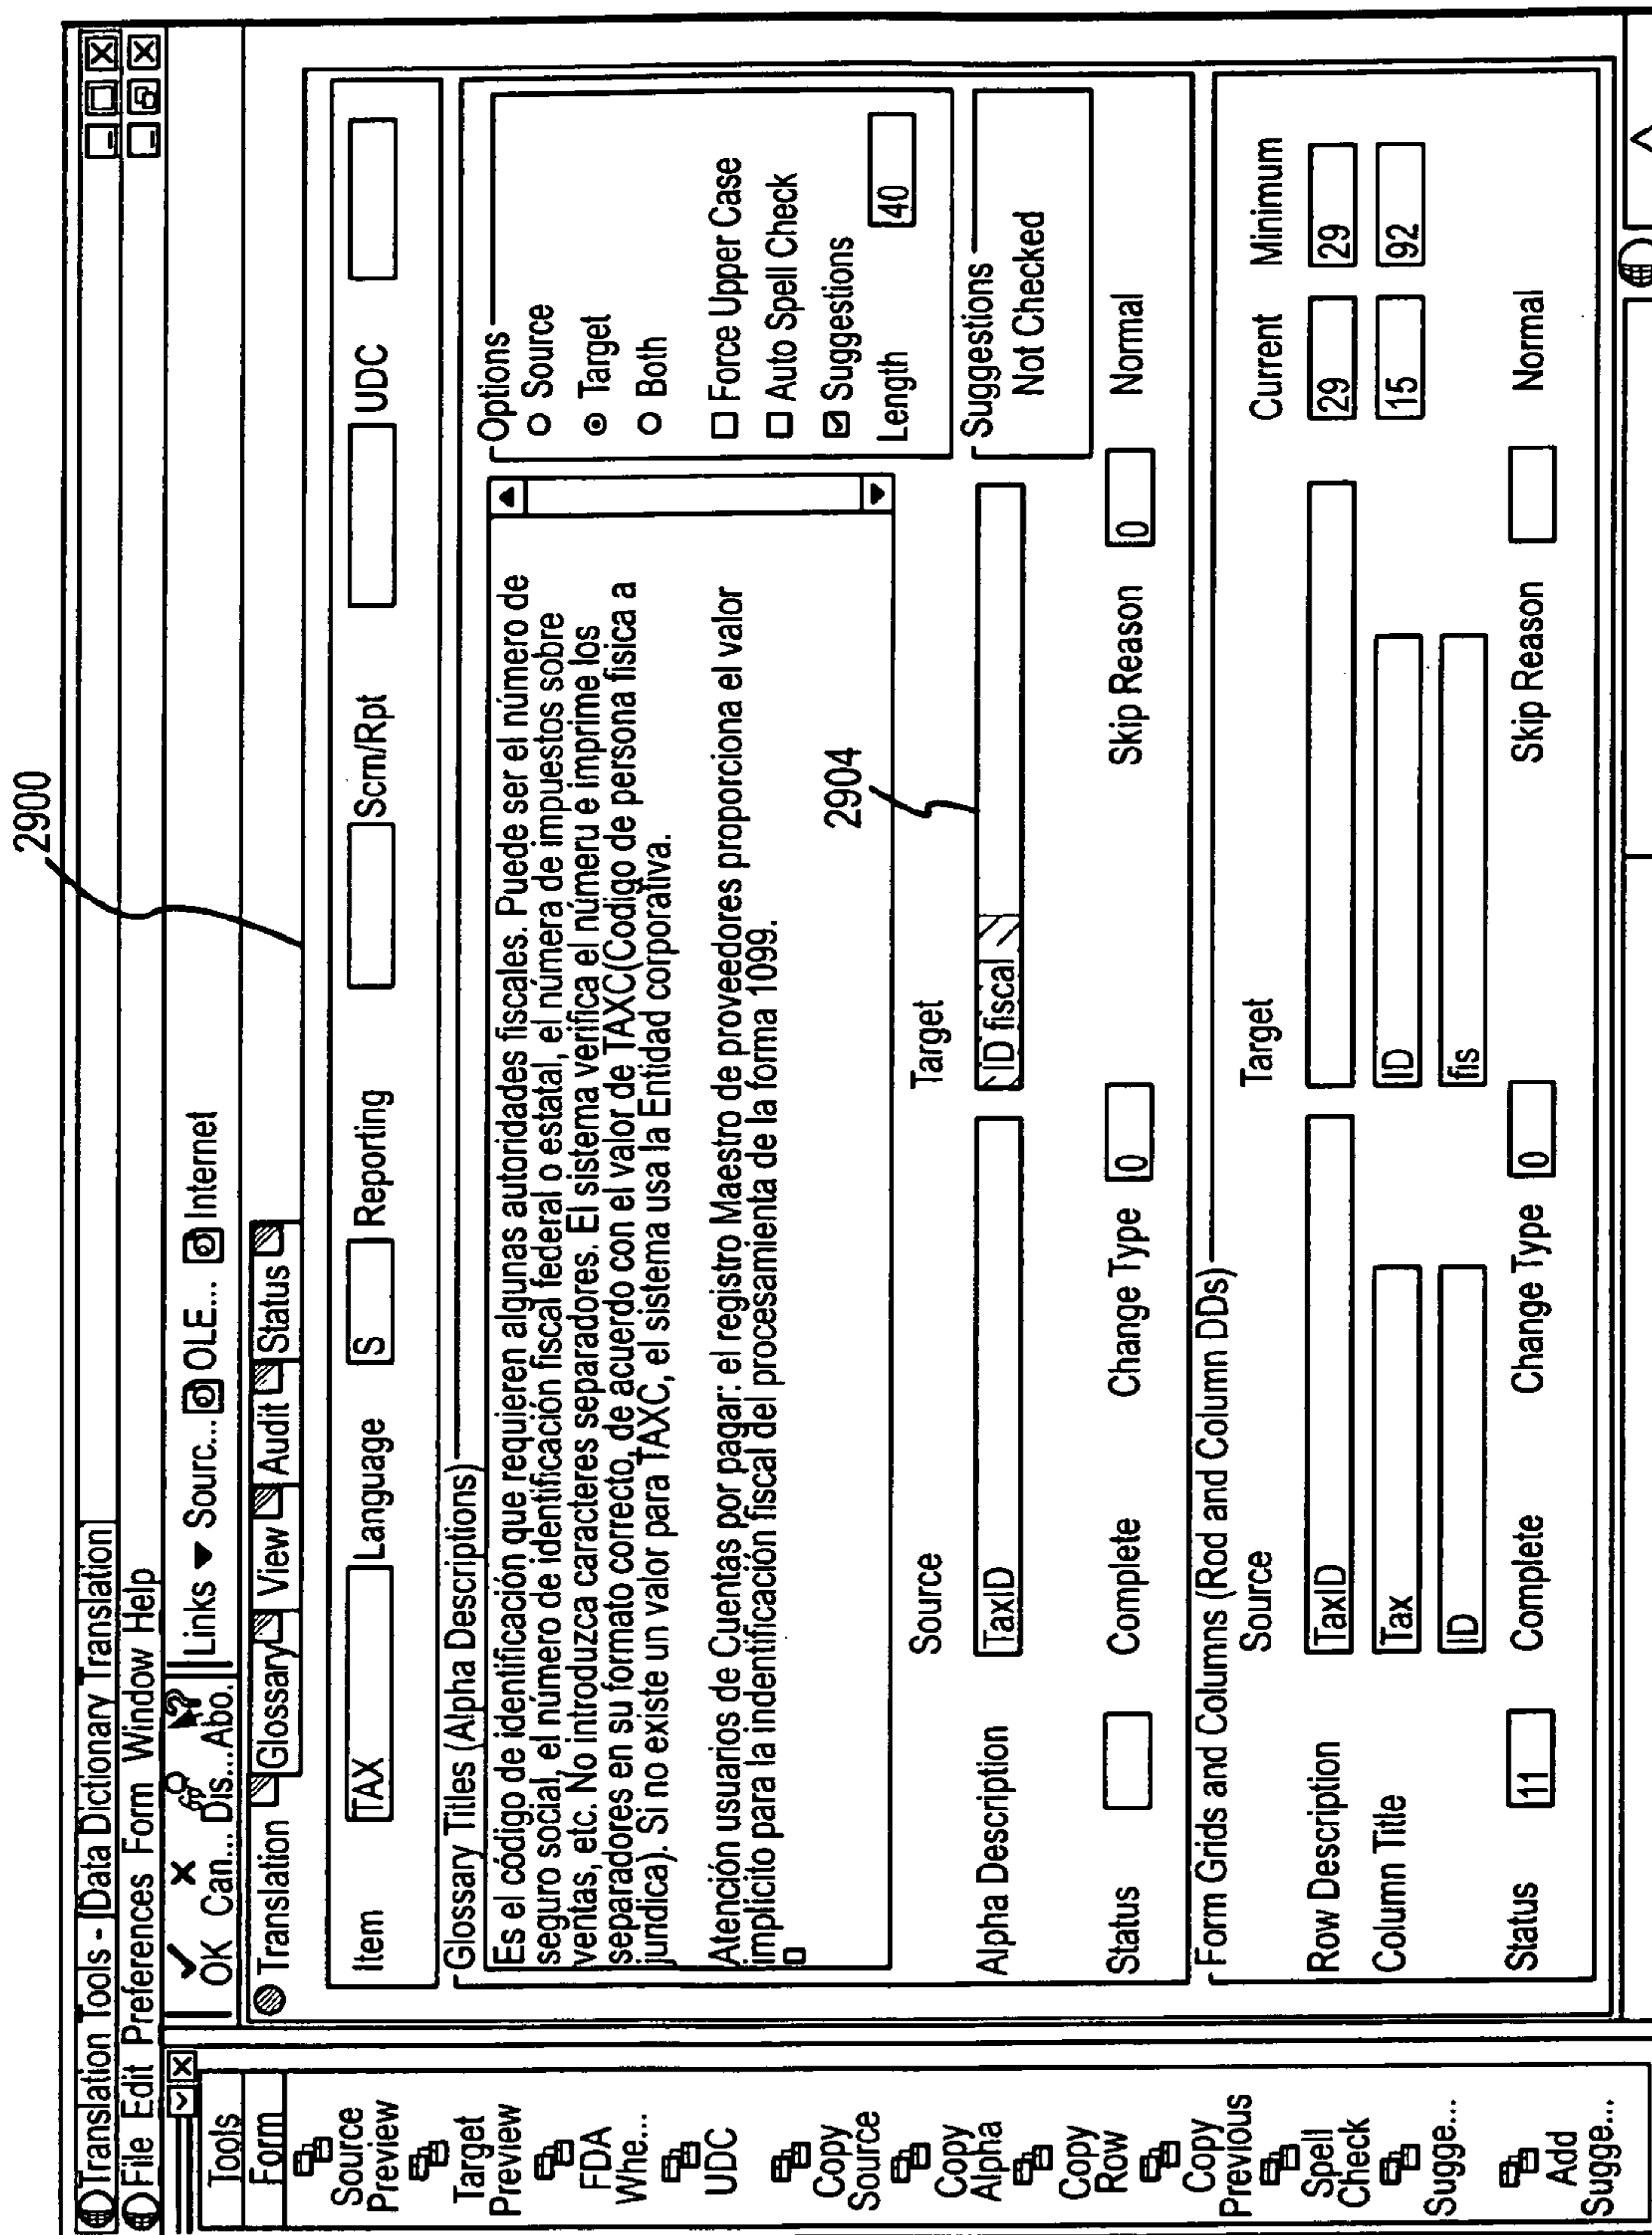 2900
Translation Tools - [Data Dictionary Translation]
File Edit Preferences Form Window Help
OK Can... Dis...Abo.
Links Sourc... OLE... Internet
Tools
Form
Source
Preview
Target
Preview
FDA
Whe...
UDC
Copy
Source
Copy
Alpha
Copy
Row
Copy
Previous
Spell
Check
Sugge...
Add
Sugge...
Translation Glossary View Audit Status
Item TAX Language S Reporting Scrn/Rpt UDC
Glossary Titles (Alpha Descriptions)
Es el código de identificación que requieren algunas autoridades fiscales. Puede ser el número de
seguro social, el número de identificación fiscal federal o estatal, el númera de impuestos sobre
ventas, etc. No introduzca caracteres separadores. El sistema verifica el númeru e imprime los
separadores en su formato correcto, de acuerdo con el valor de TAXC(Codigo de persona fisica a
jundica). Si no existe un valor para TAXC, el sistema usa la Entidad corporativa.
Atención usuarios de Cuentas por pagar: el registro Maestro de proveedores proporciona el valor
implicito para la indentificación fiscal del procesamienta de la forma 1099.
Options
Source
Target
Both
Force Upper Case
Auto Spell Check
Suggestions
Length 40
Suggestions
Not Checked
2904
Source Target
Alpha Description TaxID ID fiscal
Status Complete Change Type 0 Skip Reason 0 Normal
Form Grids and Columns (Rod and Column DDs)
Source Target Current Minimum
Row Description TaxID 29 29
Column Title Tax ID 15 92
ID fis
Status 11 Complete Change Type 0 Skip Reason Normal